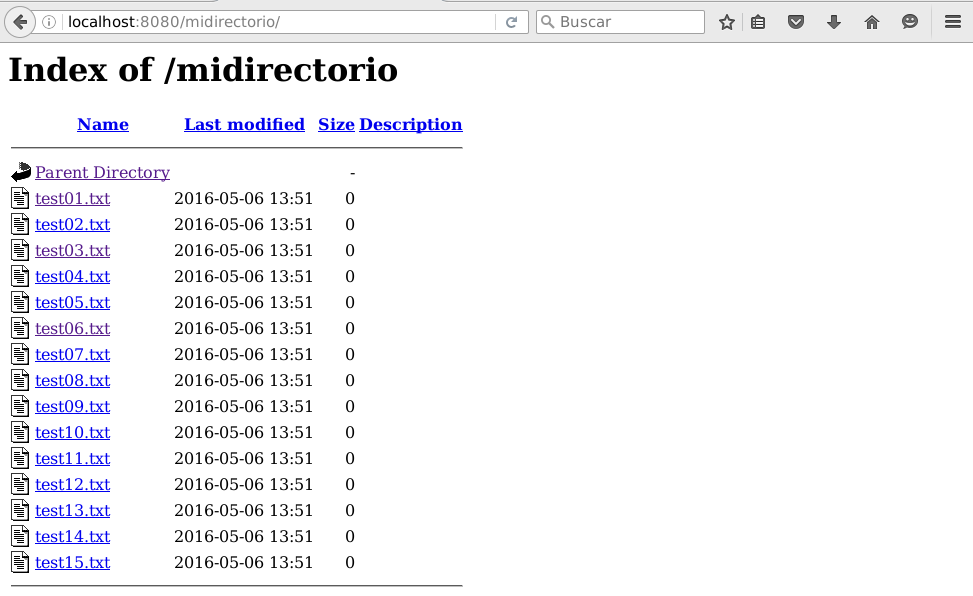 localhost:8080/midirectorio/ Buscar
Index of /midirectorio
Name Last modified Size Description
Parent Directory -
test01.txt 2016-05-06 13:51 0
test02.txt 2016-05-06 13:51 0
test03.txt 2016-05-06 13:51 0
test04.txt 2016-05-06 13:51 0
test05.txt 2016-05-06 13:51 0
test06.txt 2016-05-06 13:51 0
test07.txt 2016-05-06 13:51 0
test08.txt 2016-05-06 13:51 0
test09.txt 2016-05-06 13:51 0
test10.txt 2016-05-06 13:51 0
test11.txt 2016-05-06 13:51 0
test12.txt 2016-05-06 13:51 0
test13.txt 2016-05-06 13:51 0
test14.txt 2016-05-06 13:51 0
test15.txt 2016-05-06 13:51 0